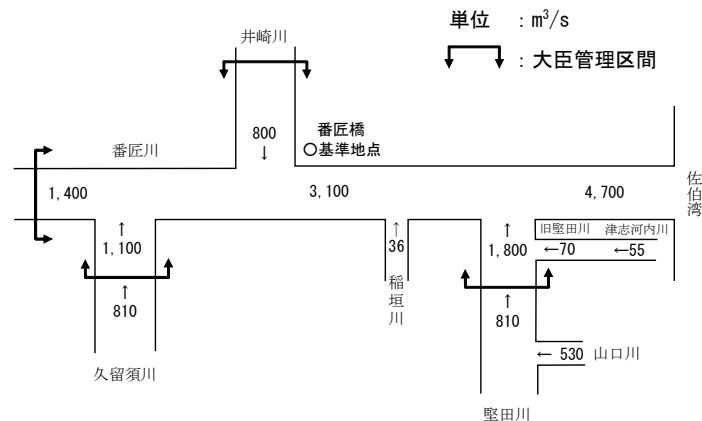 単位 : m³/s
: 大臣管理区間
井崎川
番匠川
800
↓
番匠橋
○基準地点
1,400
3,100
4,700
佐伯湾
↑
1,100
↑
810
久留須川
↑
36
稲垣川
↑
1,800
旧堅田川
津志河内川
←70
←55
↑
810
← 530
山口川
堅田川